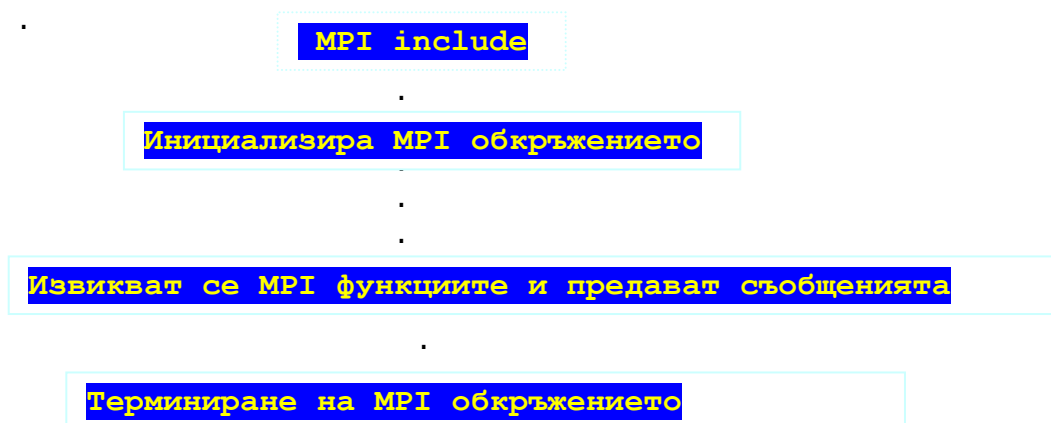 .
MPI include
.
Инициализира MPI обкръжението
.
.
.
Извикват се MPI функциите и предават съобщенията
.
Терминиране на MPI обкръжението